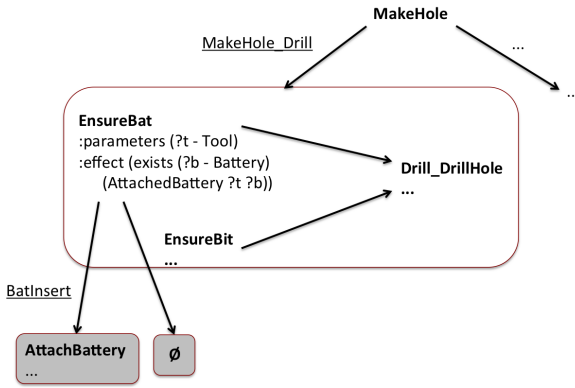 MakeHole
MakeHole_Drill
...
..
EnsureBat
:parameters (?t - Tool)
:effect (exists (?b - Battery)
(AttachedBattery ?t ?b))
Drill_DrillHole
...
EnsureBit
...
BatInsert
AttachBattery
...
Ø